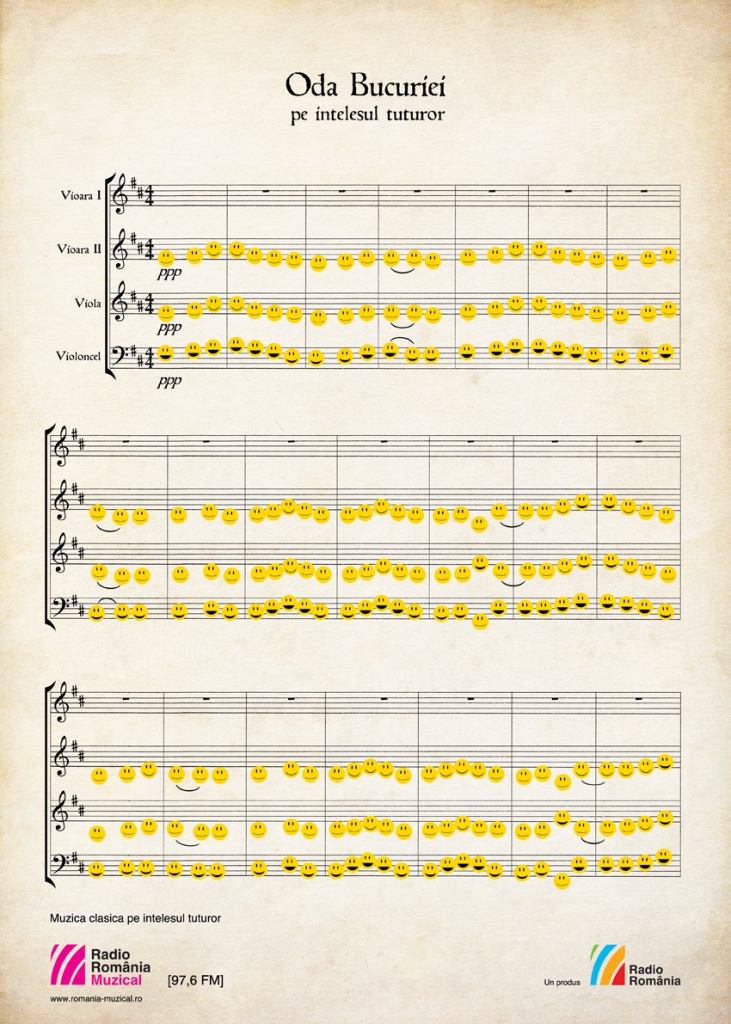 Oda Bucuriei
pe intelesul tuturor
Vioara I
Vioara II
ppp
Viola
ppp
Violoncel
ppp
Muzica clasica pe intelesul tuturor
Radio
România
Muzical
[97,6 FM]
www.romania-muzical.ro
Un produs
Radio
România